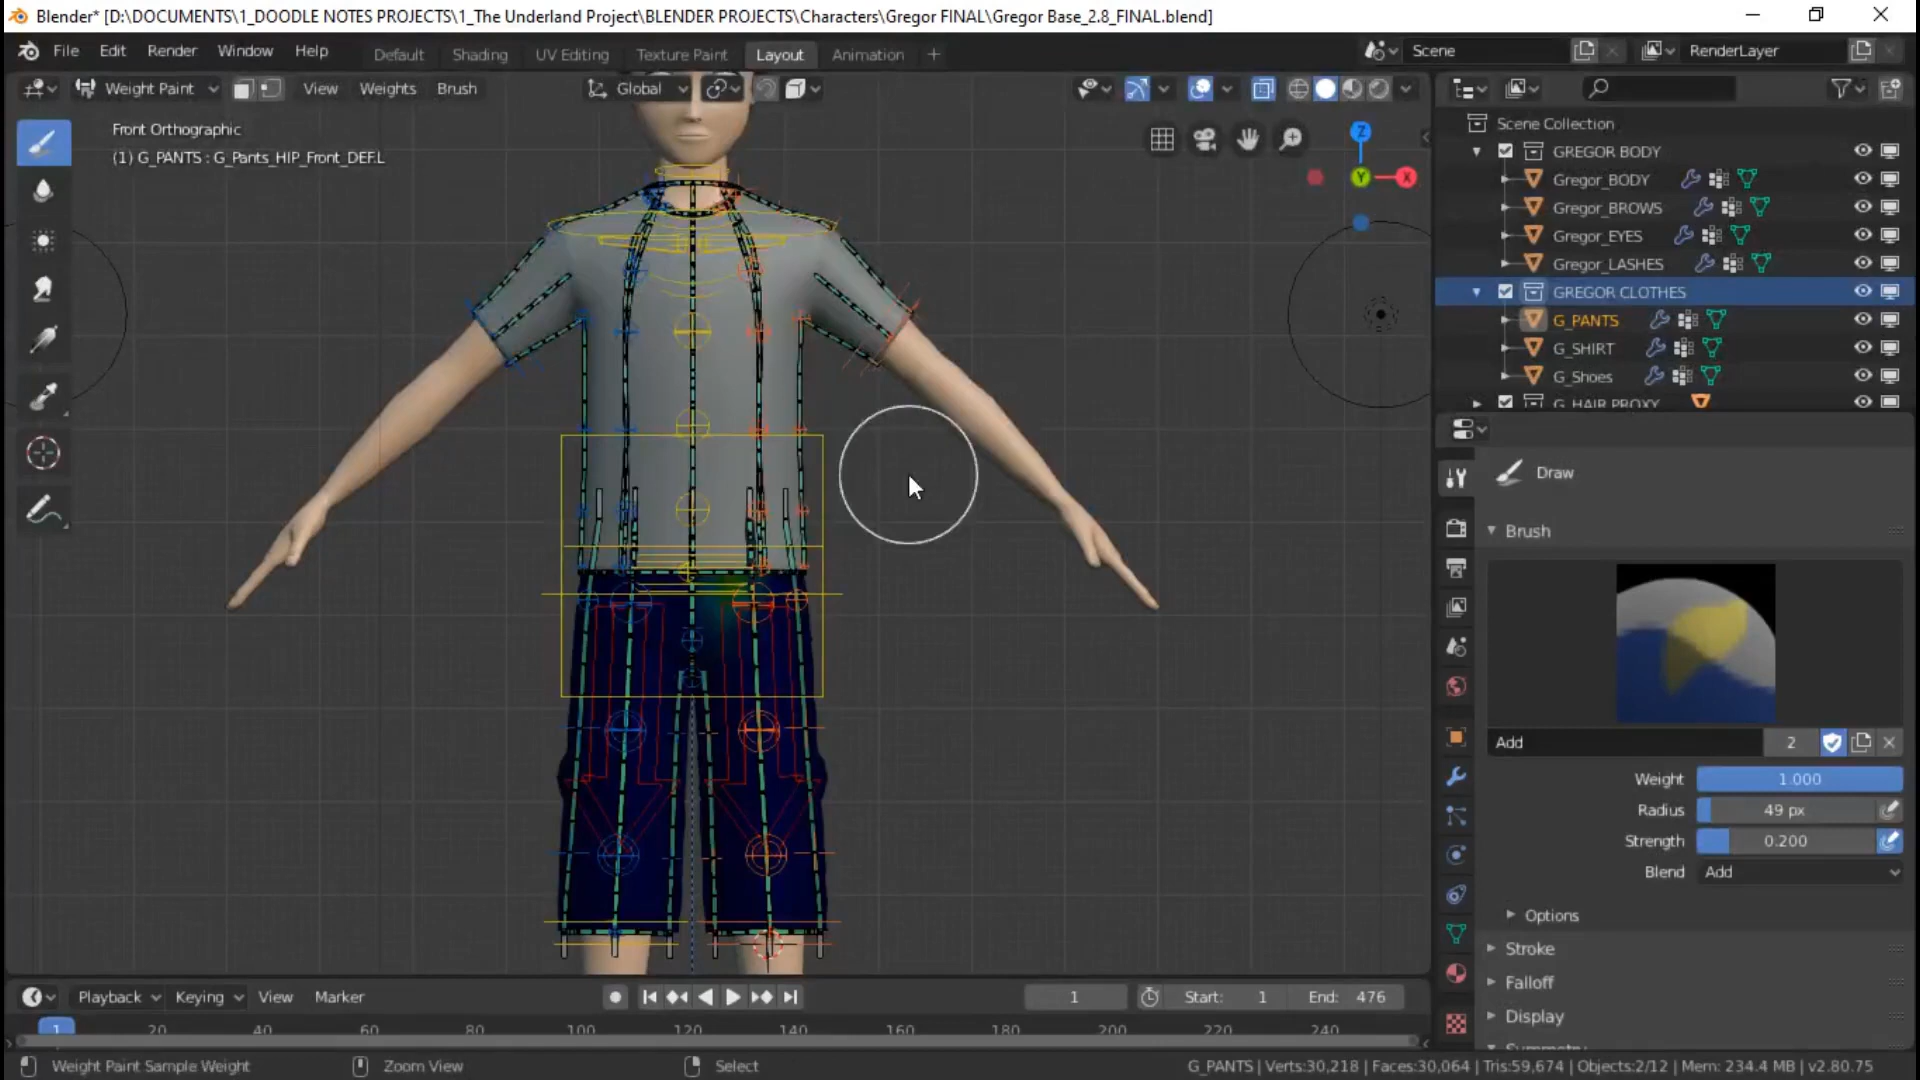 Blender* [D:\DOCUMENTS\1_DOODLE NOTES PROJECTS\1_The Underland Project\BLENDER PROJECTS\Characters\Gregor FINAL\Gregor Base_2.8_FINAL.blend]
File Edit Render Window Help Default Shading UV Editing Texture Paint Layout Animation + Scene RenderLayer
Weight Paint View Weights Brush Global
Front Orthographic
(1) G_PANTS : G_Pants_HIP_Front_DEF.L
Z
Y X
Scene Collection
GREGOR BODY
Gregor_BODY
Gregor_BROWS
Gregor_EYES
Gregor_LASHES
GREGOR CLOTHES
G_PANTS
G_SHIRT
G_Shoes
G_HAIR PROXY
Draw
Brush
Add 2
Weight 1.000
Radius 49 px
Strength 0.200
Blend Add
Options
Stroke
Falloff
Display
Symmetry
Playback Keying View Marker 1 Start: 1 End: 476
1 20 40 60 80 100 120 140 160 180 200 220 240
Weight Paint Sample Weight Zoom View Select G_PANTS | Verts:30,218 | Faces:30,064 | Tris:59,674 | Objects:2/12 | Mem: 234.4 MB | v2.80.75